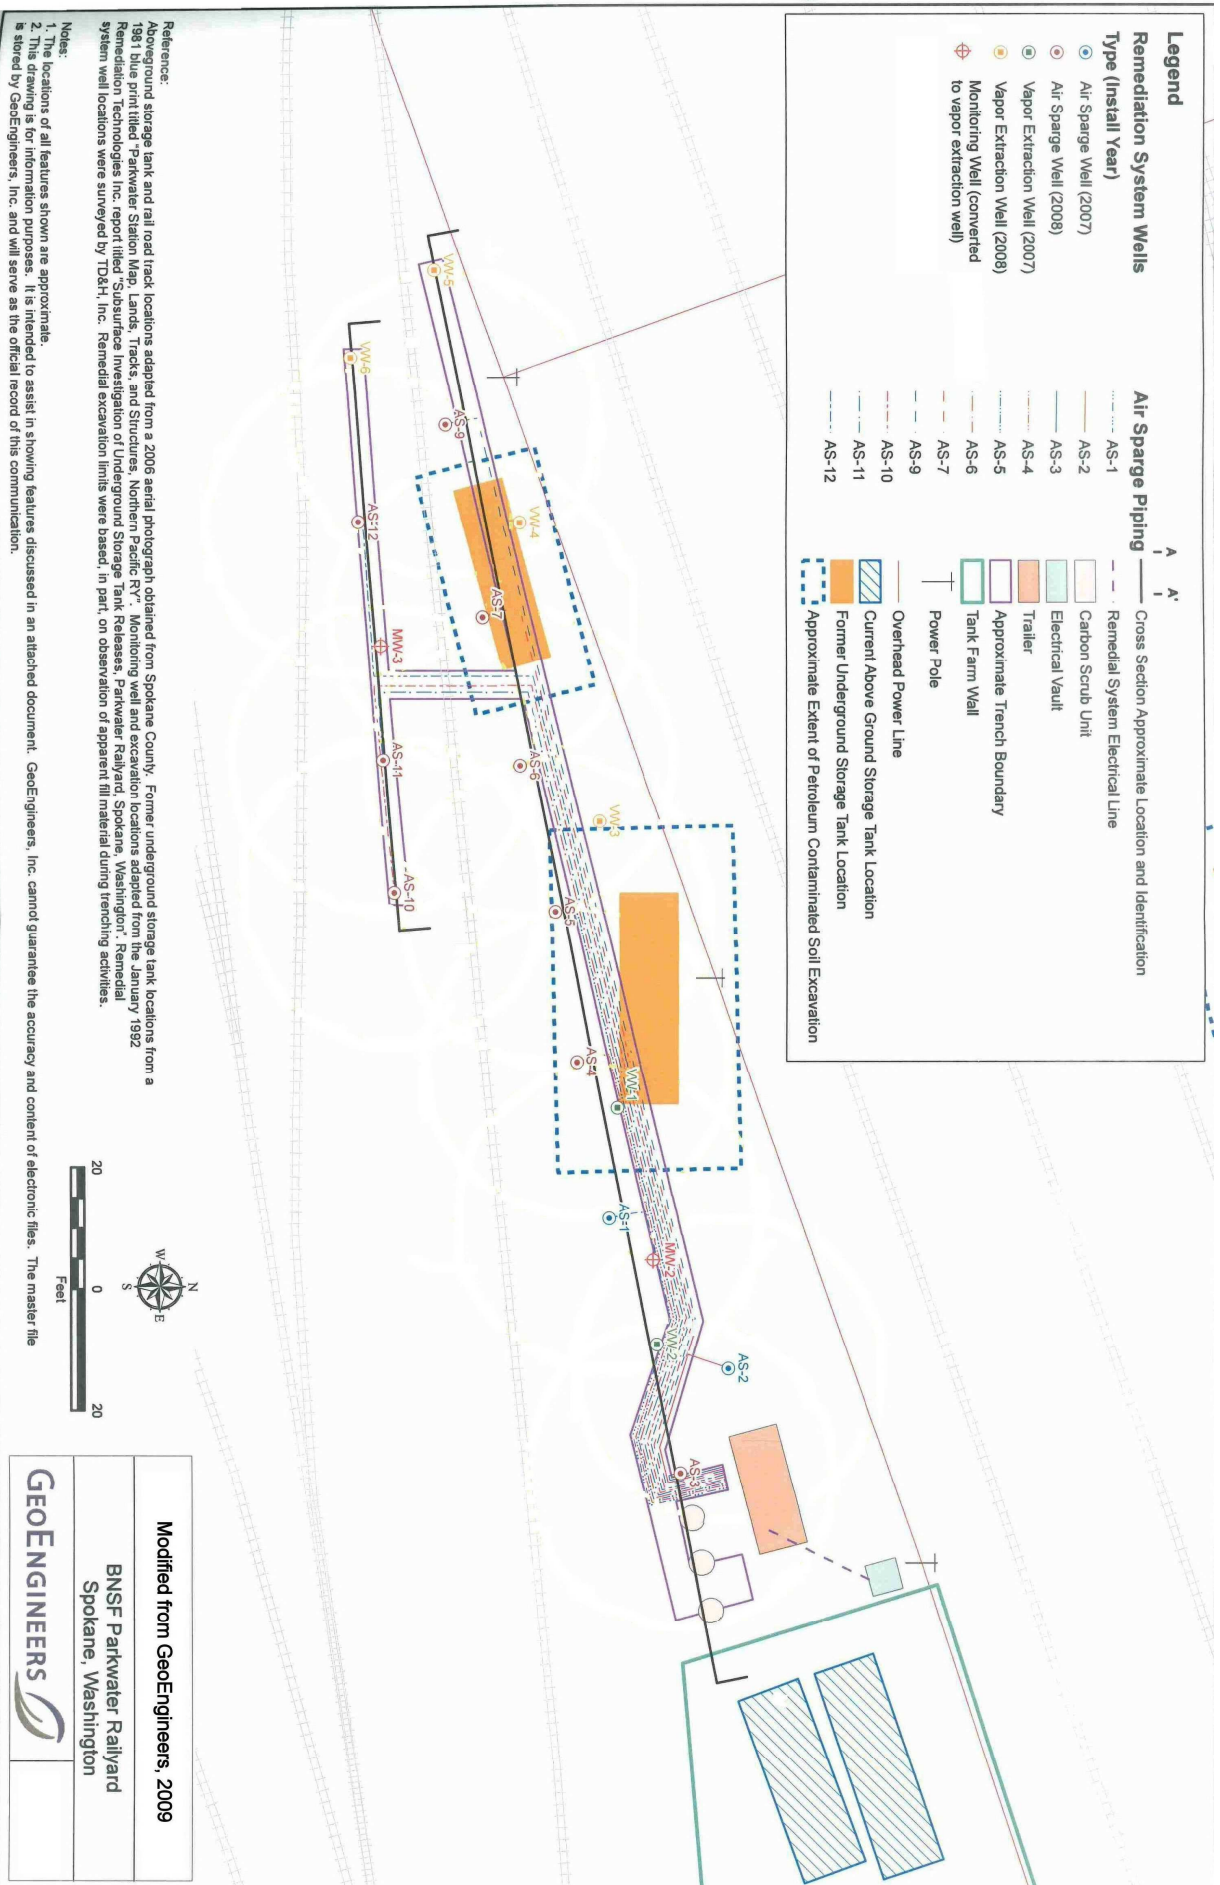 Legend
Remediation System Wells
Type (Install Year)
Air Sparge Well (2007)
Air Sparge Well (2008)
Vapor Extraction Well (2007)
Vapor Extraction Well (2008)
Monitoring Well (converted
to vapor extraction well)
Air Sparge Piping
AS-1
AS-2
AS-3
AS-4
AS-5
AS-6
AS-7
AS-9
AS-10
AS-11
AS-12
A A'
Cross Section Approximate Location and Identification
Remedial System Electrical Line
Carbon Scrub Unit
Electrical Vault
Trailer
Approximate Trench Boundary
Tank Farm Wall
Power Pole
Overhead Power Line
Current Above Ground Storage Tank Location
Former Underground Storage Tank Location
Approximate Extent of Petroleum Contaminated Soil Excavation
VW-5
VW-6
AS-9
VW-4
AS-12
AS-7
MW-3
AS-6
AS-11
VW-3
AS-10
AS-5
AS-4
VW-1
AS-1
MW-2
VW-2
AS-2
AS-3
Reference:
Aboveground storage tank and rail road track locations adapted from a 2006 aerial photograph obtained from Spokane County. Former underground storage tank locations from a
1981 blue print titled "Parkwater Station Map, Lands, Tracks, and Structures, Northern Pacific RY". Monitoring well and excavation locations adapted from the January 1992
Remediation Technologies Inc. report titled "Subsurface Investigation of Underground Storage Tank Releases, Parkwater Railyard, Spokane, Washington". Remedial
system well locations were surveyed by TD&H, Inc. Remedial excavation limits were based, in part, on observation of apparent fill material during trenching activities.
Notes:
1. The locations of all features shown are approximate.
2. This drawing is for information purposes. It is intended to assist in showing features discussed in an attached document. GeoEngineers, Inc. cannot guarantee the accuracy and content of electronic files. The master file
is stored by GeoEngineers, Inc. and will serve as the official record of this communication.
N
W E
S
20 0 20
Feet
Modified from GeoEngineers, 2009
BNSF Parkwater Railyard
Spokane, Washington
GEOENGINEERS